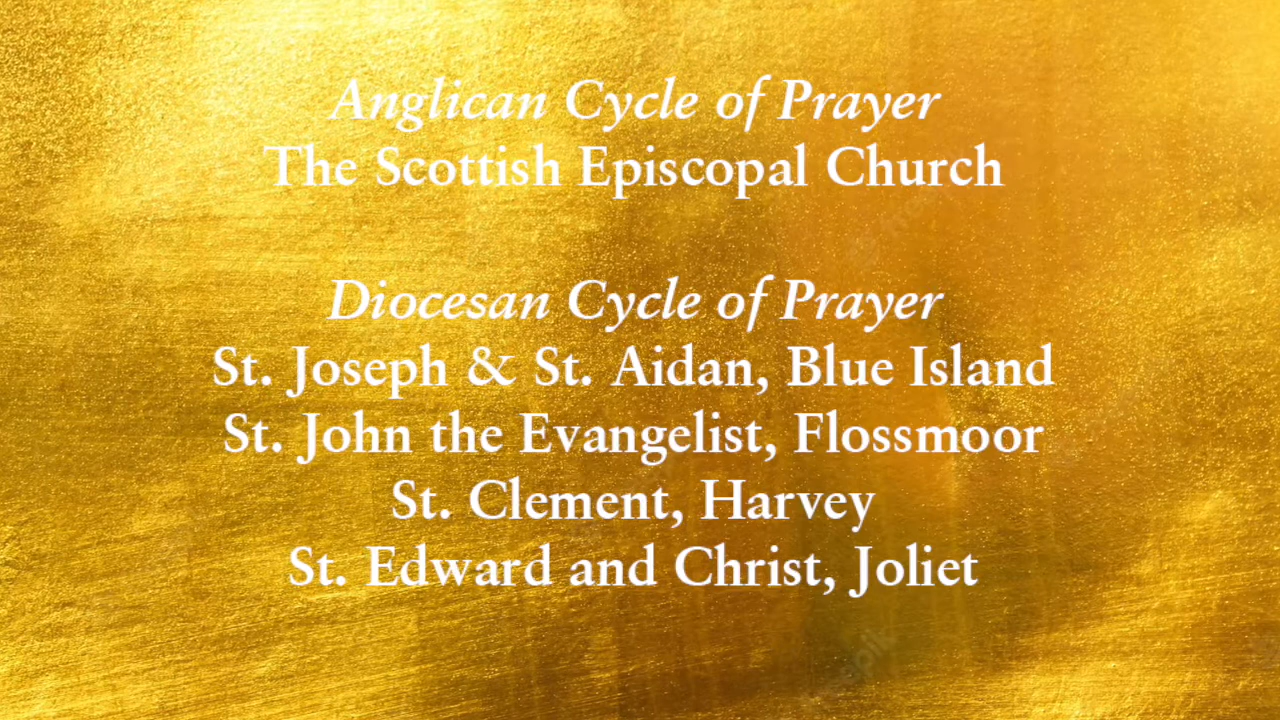 Anglican Cycle of Prayer
The Scottish Episcopal Church
Diocesan Cycle of Prayer
St. Joseph & St. Aidan, Blue Island
St. John the Evangelist, Flossmoor
St. Clement, Harvey
St. Edward and Christ, Joliet